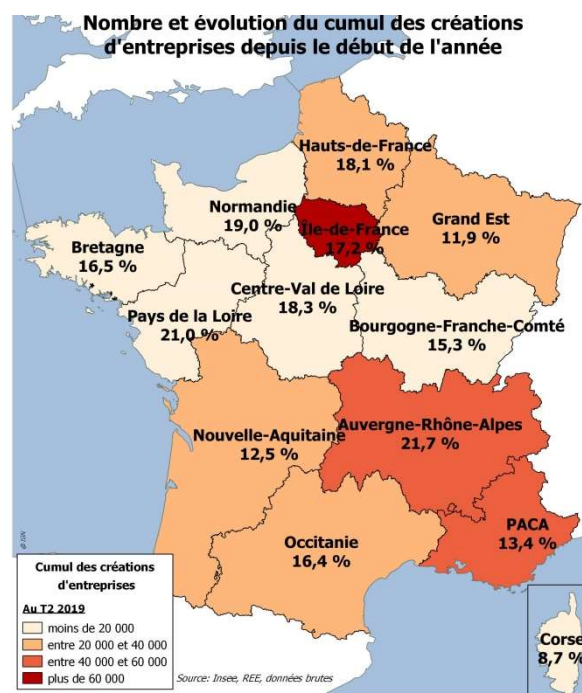 Nombre et évolution du cumul des créations
d'entreprises depuis le début de l'année
Hauts-de-France
18,1 %
Normandie
19,0 %
Île-de-France
17,2 %
Grand Est
11,9 %
Bretagne
16,5 %
Centre-Val de Loire
18,3 %
Pays de la Loire
21,0 %
Bourgogne-Franche-Comté
15,3 %
Auvergne-Rhône-Alpes
21,7 %
Nouvelle-Aquitaine
12,5 %
PACA
13,4 %
Occitanie
16,4 %
Corse
8,7 %
© IGN
Cumul des créations
d'entreprises
Au T2 2019
moins de 20 000
entre 20 000 et 40 000
entre 40 000 et 60 000
plus de 60 000
Source: Insee, REE, données brutes